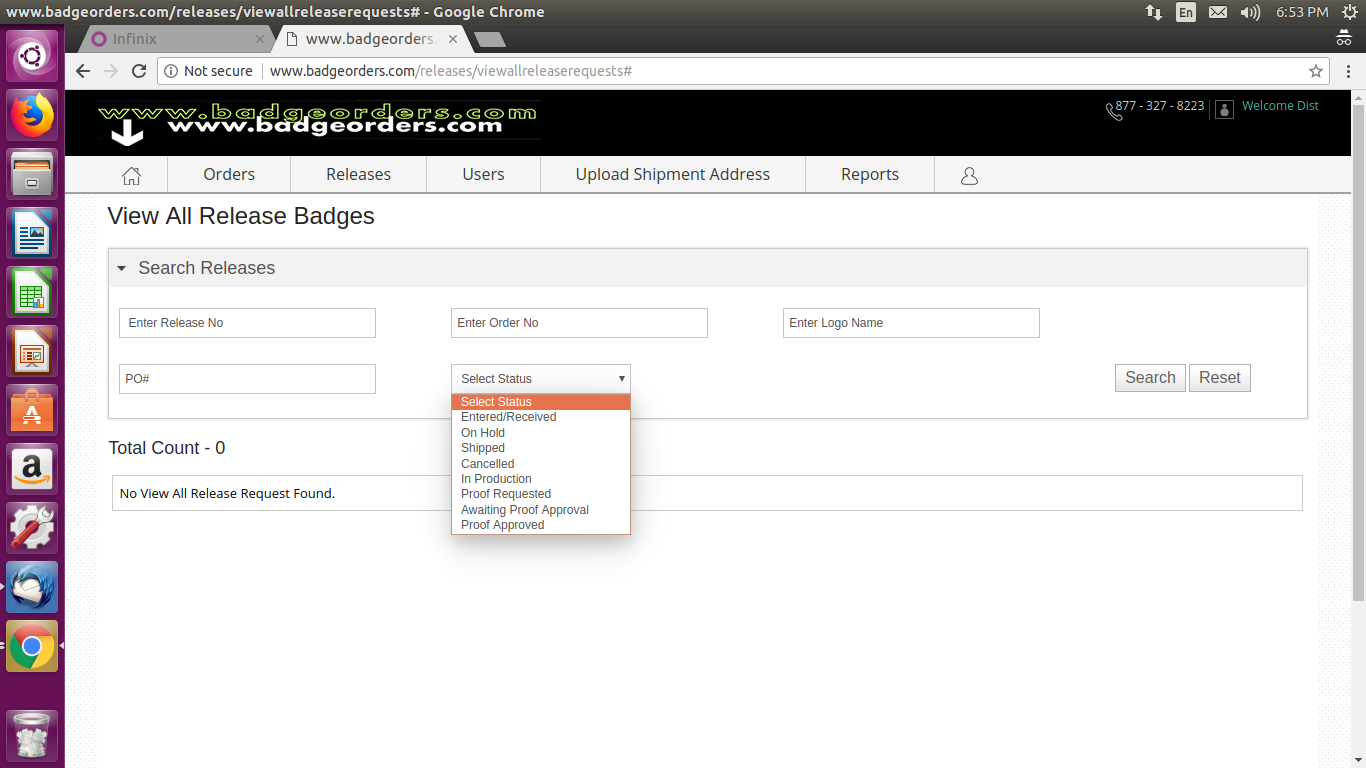 www.badgeorders.com/releases/viewallreleaserequests# - Google Chrome
En
6:53 PM
Infinix
www.badgeorders.
Not secure
www.badgeorders.com/releases/viewallreleaserequests#
www.badgeorders.com
www.badgeorders.com
877 - 327 - 8223
Welcome Dist
Orders
Releases
Users
Upload Shipment Address
Reports
View All Release Badges
Search Releases
Enter Release No
Enter Order No
Enter Logo Name
PO#
Select Status
Search
Reset
Select Status
Entered/Received
On Hold
Shipped
Cancelled
In Production
Proof Requested
Awaiting Proof Approval
Proof Approved
Total Count - 0
No View All Release Request Found.